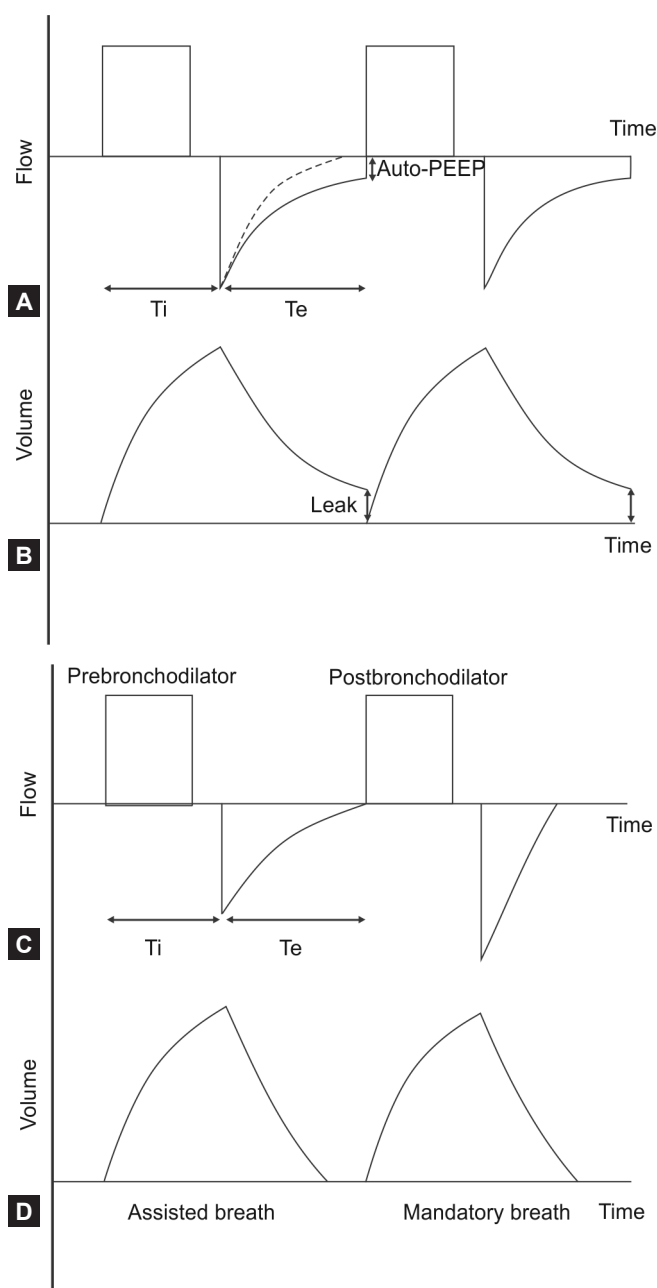 Time
Flow
Auto-PEEP
A
Ti
Te
Volume
Leak
Time
B
Prebronchodilator
Postbronchodilator
Flow
Time
C
Ti
Te
Volume
D
Assisted breath
Mandatory breath
Time